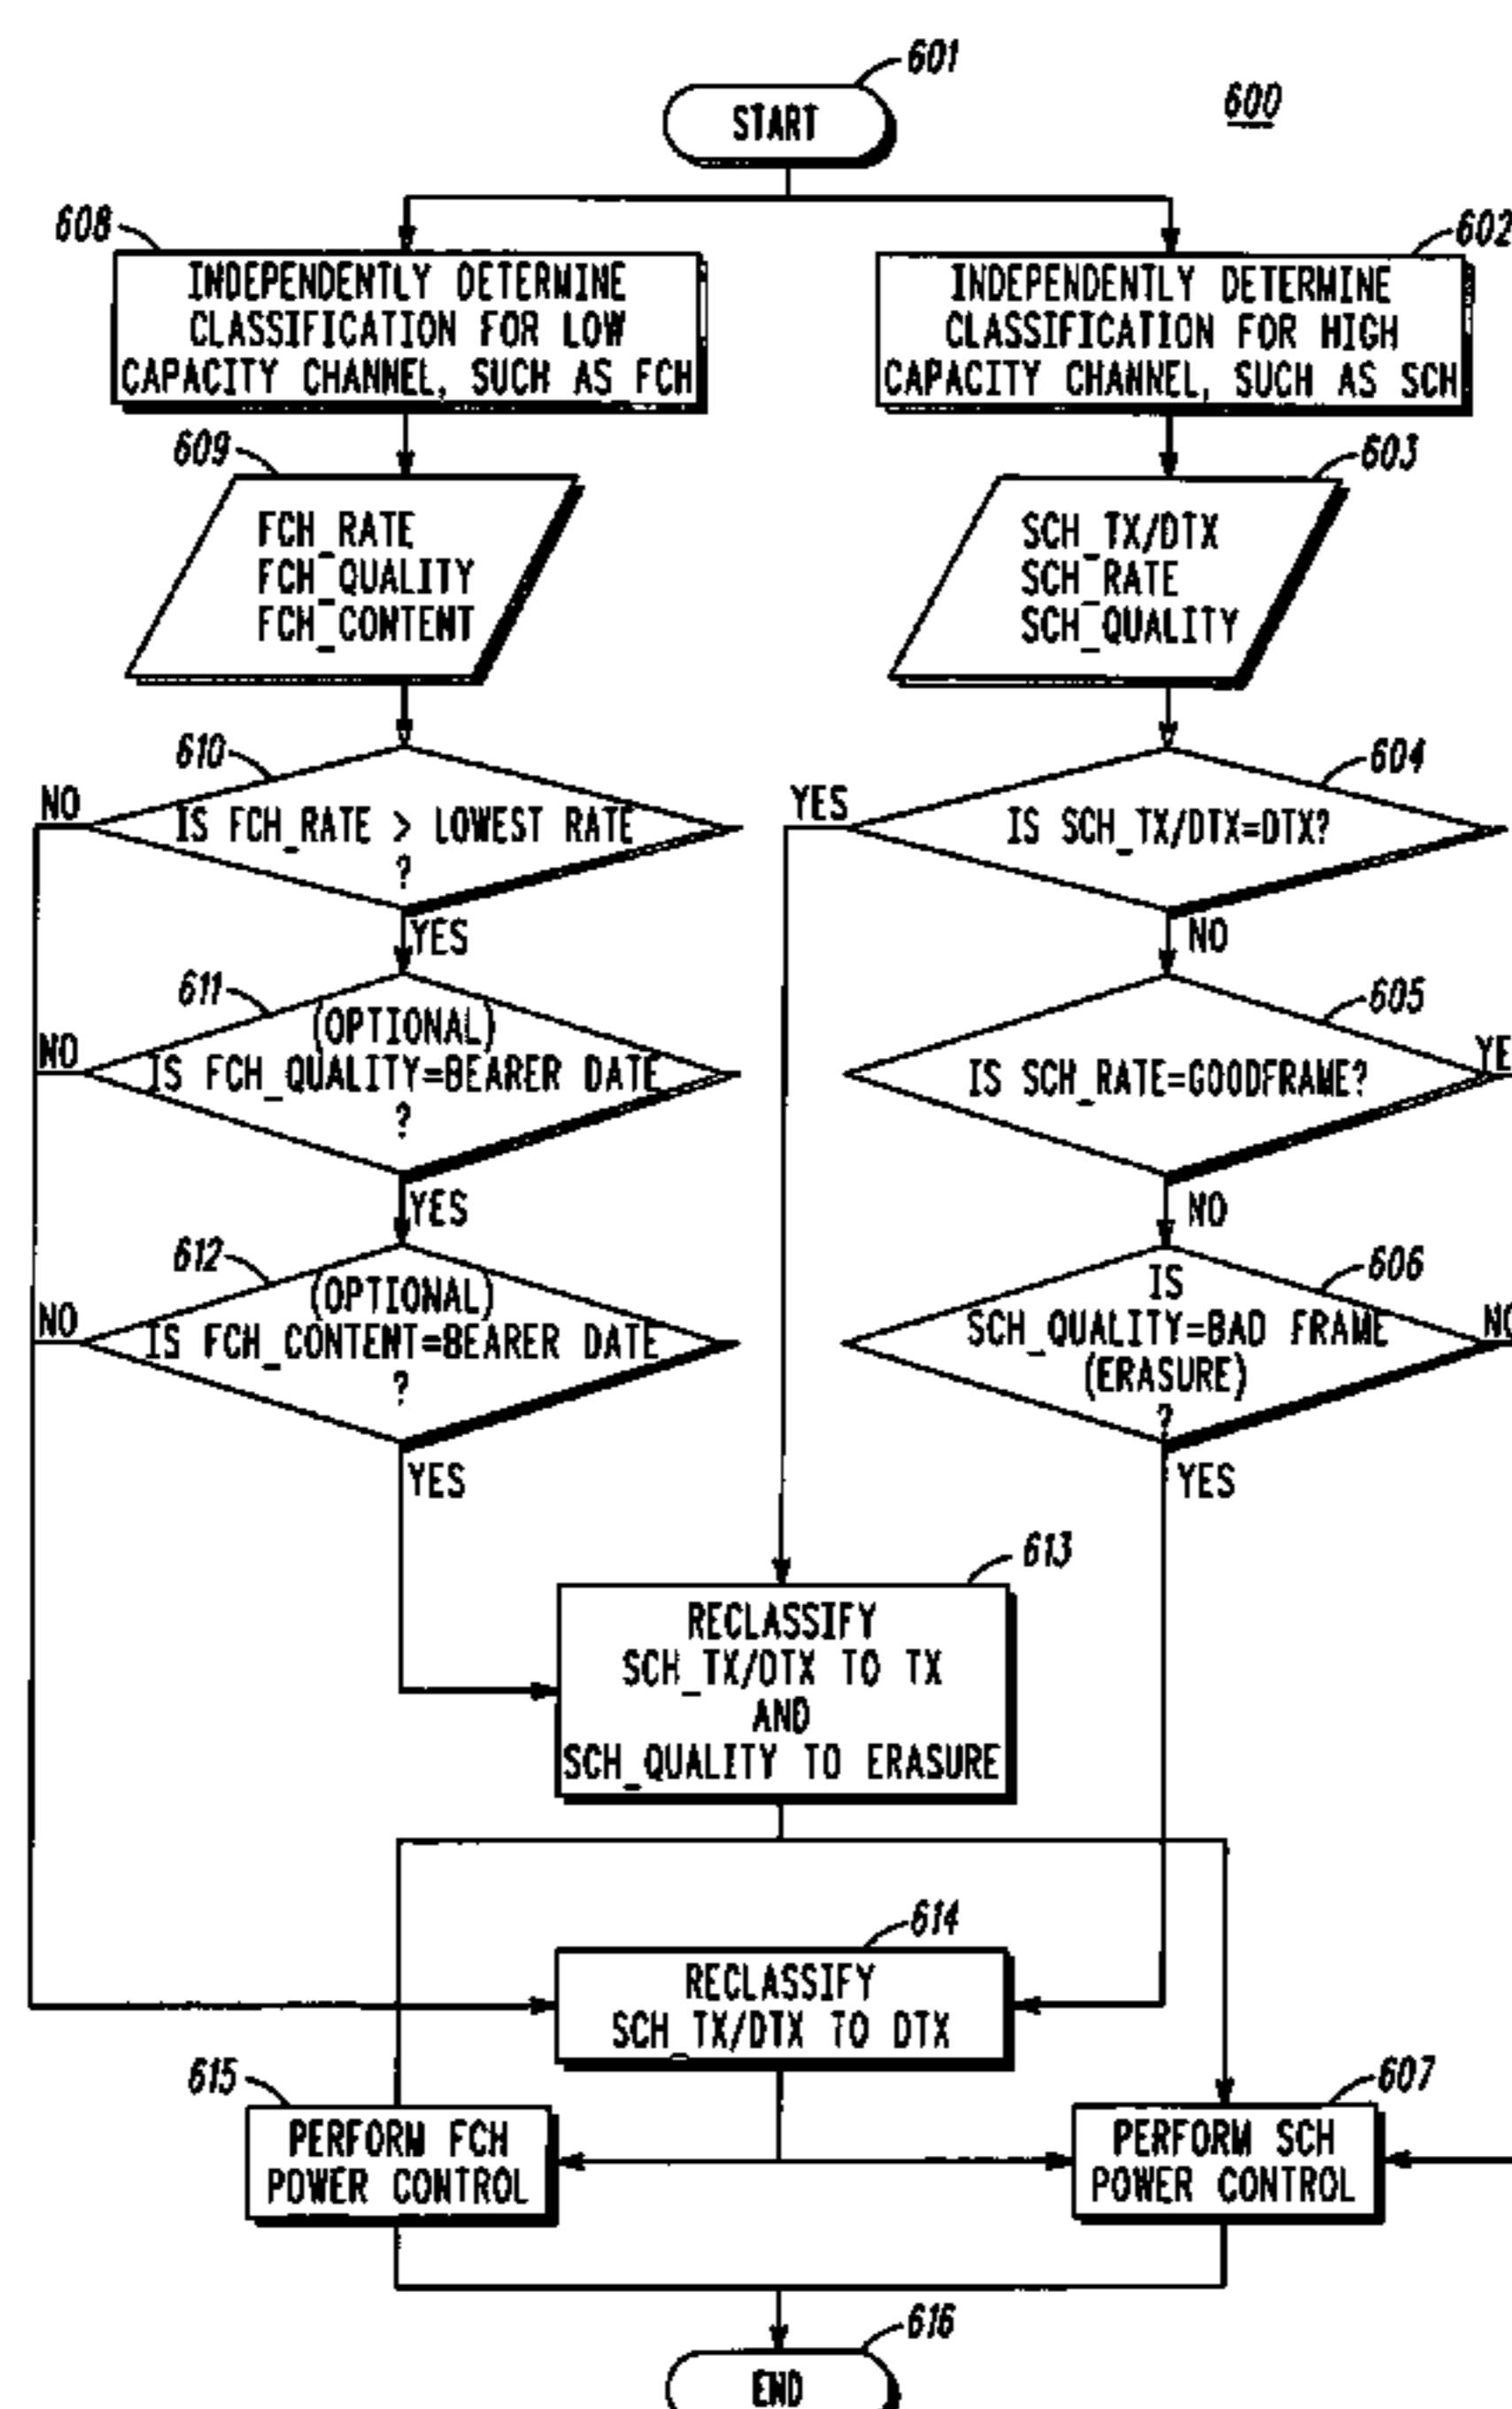 601
600
START
608
INDEPENDENTLY DETERMINE
CLASSIFICATION FOR LOW
CAPACITY CHANNEL, SUCH AS FCH
602
INDEPENDENTLY DETERMINE
CLASSIFICATION FOR HIGH
CAPACITY CHANNEL, SUCH AS SCH
609
FCH_RATE
FCH_QUALITY
FCH_CONTENT
603
SCH_TX/DTX
SCH_RATE
SCH_QUALITY
610
NO
IS FCH_RATE > LOWEST RATE
?
YES
604
YES
IS SCH_TX/DTX=DTX?
NO
611
(OPTIONAL)
NO
IS FCH_QUALITY=BEARER DATE
?
YES
605
IS SCH_RATE=GOODFRAME?
YE
NO
612
(OPTIONAL)
NO
IS FCH_CONTENT=BEARER DATE
?
YES
606
IS
SCH_QUALITY=BAD FRAME
(ERASURE)
?
NO
YES
613
RECLASSIFY
SCH_TX/DTX TO TX
AND
SCH_QUALITY TO ERASURE
614
RECLASSIFY
SCH_TX/DTX TO DTX
615
PERFORM FCH
POWER CONTROL
607
PERFORM SCH
POWER CONTROL
616
END